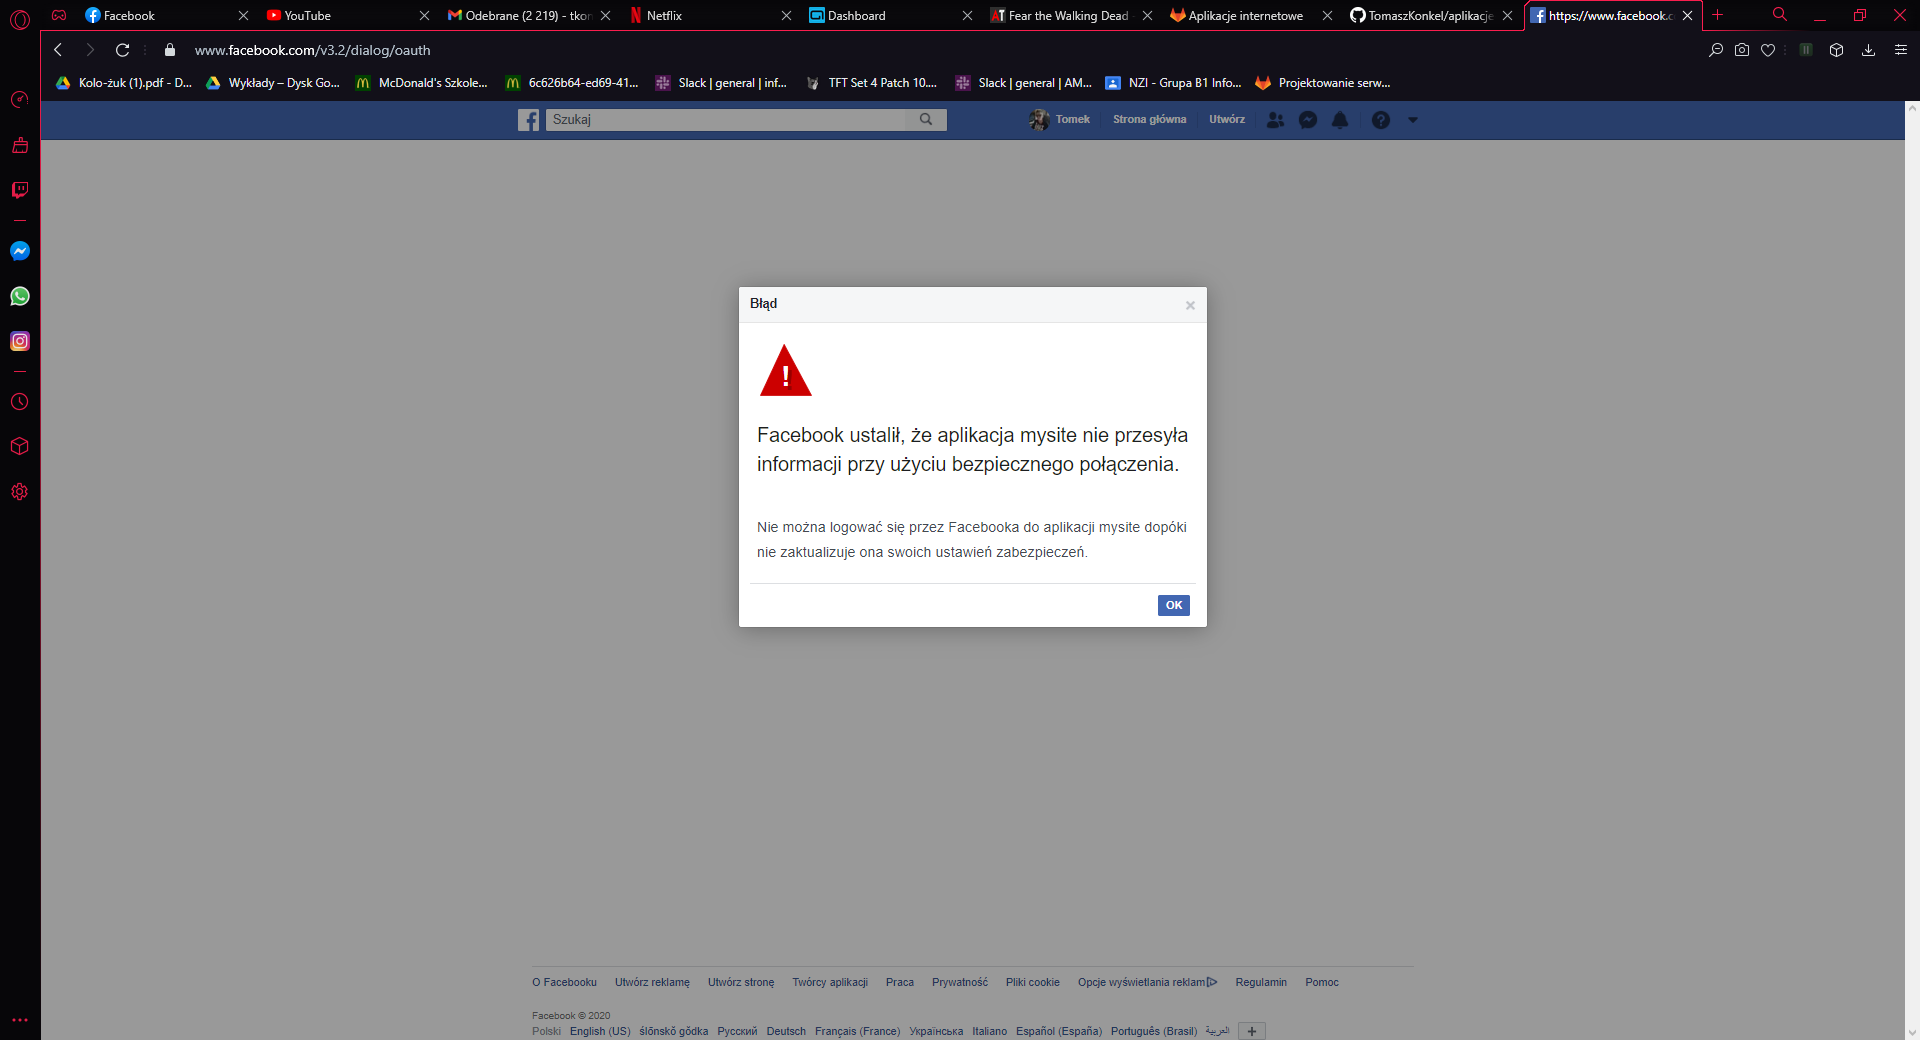 Facebook
YouTube
Odebrane (2 219) - tkon
Netflix
Dashboard
Fear the Walking Dead -
Aplikacje internetowe
TomaszKonkel/aplikacje
https://www.facebook.c
www.facebook.com/v3.2/dialog/oauth
Kolo-żuk (1).pdf - D...
Wykłady – Dysk Go...
McDonald's Szkole...
6c626b64-ed69-41...
Slack | general | inf...
TFT Set 4 Patch 10....
Slack | general | AM...
NZI - Grupa B1 Info...
Projektowanie serw...
Szukaj
Tomek
Strona główna
Utwórz
Błąd
Facebook ustalił, że aplikacja mysite nie przesyła
informacji przy użyciu bezpiecznego połączenia.
Nie można logować się przez Facebooka do aplikacji mysite dopóki
nie zaktualizuje ona swoich ustawień zabezpieczeń.
OK
O Facebooku Utwórz reklamę Utwórz stronę Twórcy aplikacji Praca Prywatność Pliki cookie Opcje wyświetlania reklam Regulamin Pomoc
Facebook © 2020
Polski English (US) ślōnskŏ gŏdka Русский Deutsch Français (France) Українська Italiano Español (España) Português (Brasil) العربية